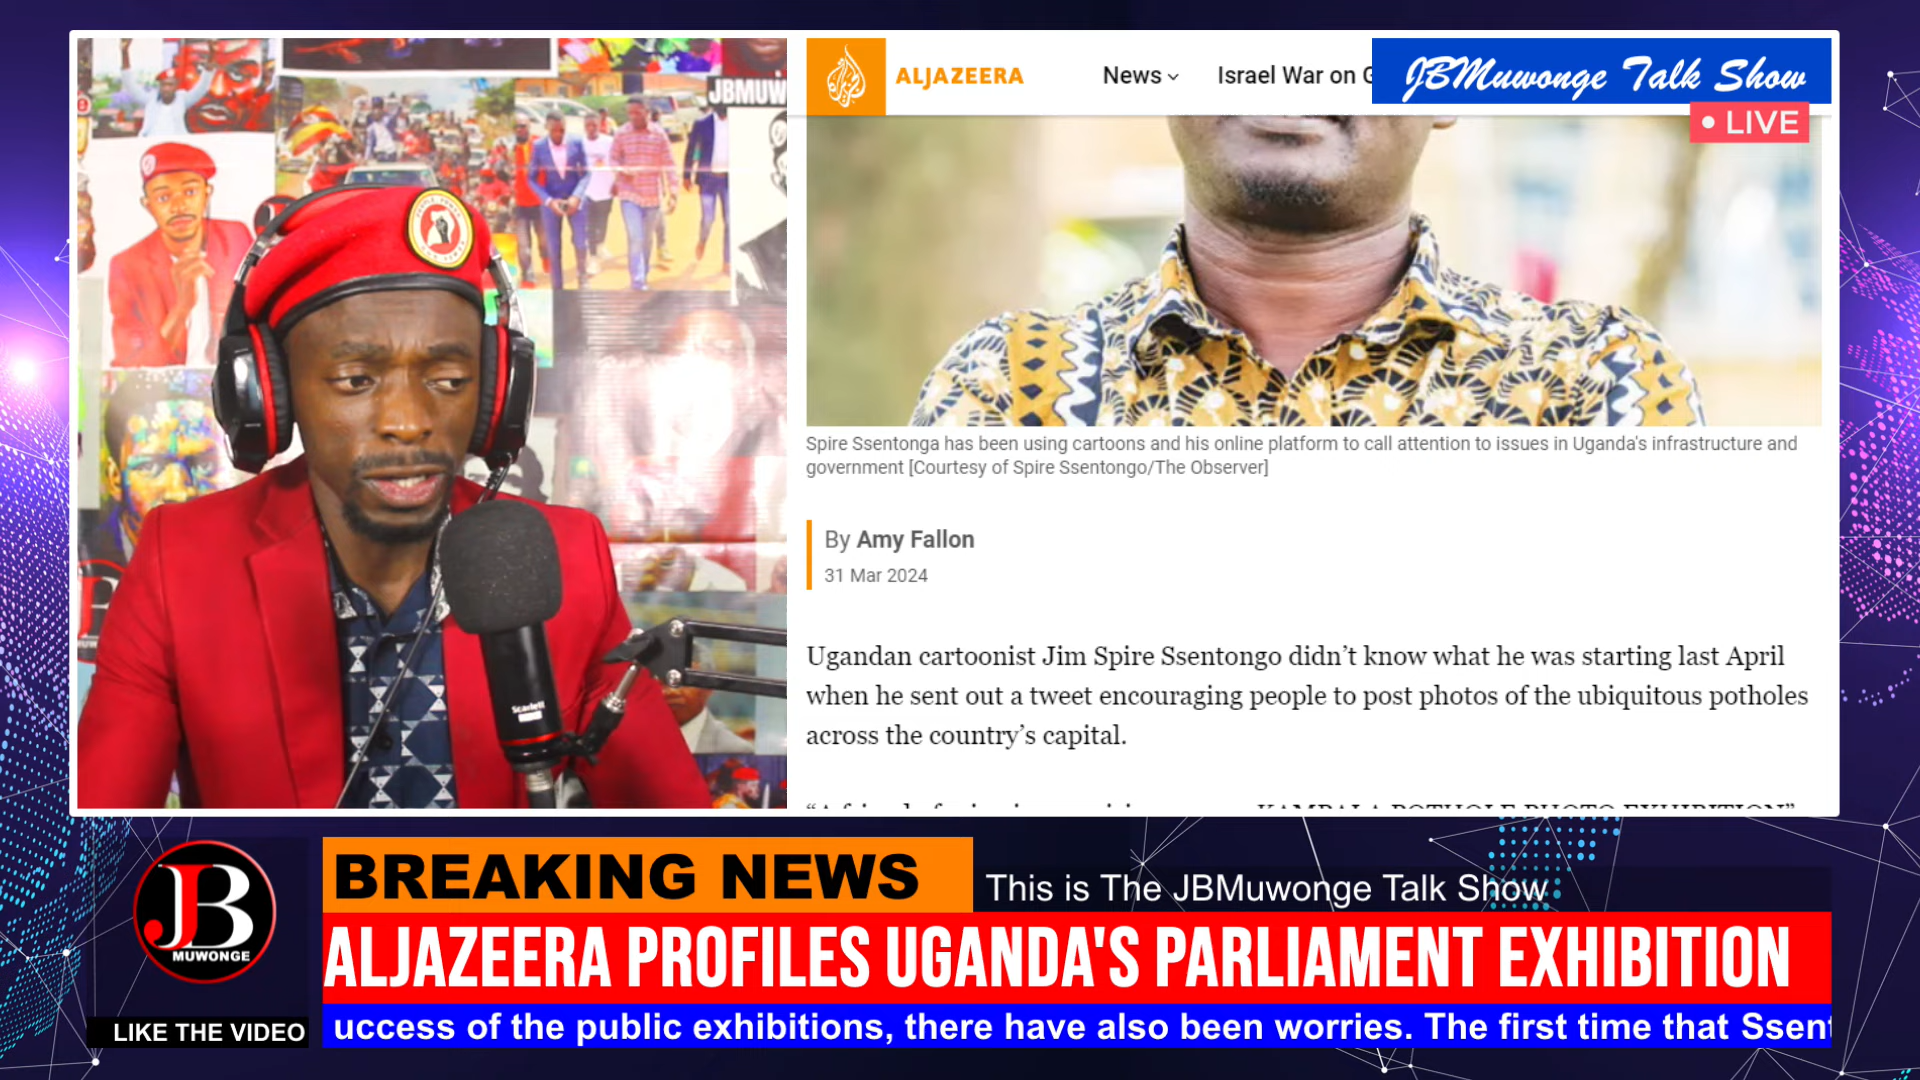 JBMUW
ALJAZEERA
News
Israel War on G
JBMuwonge Talk Show
LIVE
Spire Ssentonga has been using cartoons and his online platform to call attention to issues in Uganda's infrastructure and
government [Courtesy of Spire Ssentongo/The Observer]
By Amy Fallon
31 Mar 2024
Ugandan cartoonist Jim Spire Ssentongo didn’t know what he was starting last April
when he sent out a tweet encouraging people to post photos of the ubiquitous potholes
across the country’s capital.
KAMPALA POTHOLE PHOTO EXHIBITION”
Scarlett
JB
MUWONGE
LIKE THE VIDEO
BREAKING NEWS
This is The JBMuwonge Talk Show
ALJAZEERA PROFILES UGANDA'S PARLIAMENT EXHIBITION
uccess of the public exhibitions, there have also been worries. The first time that Ssent